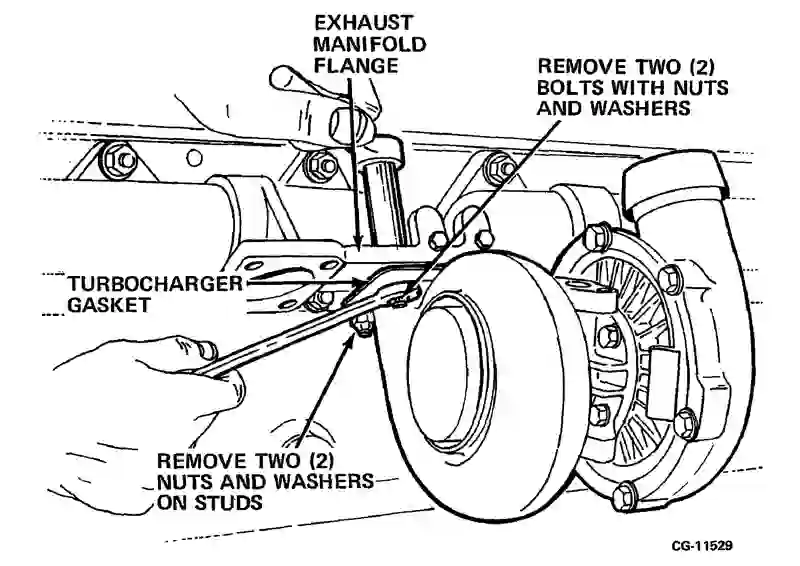 EXHAUST
MANIFOLD
FLANGE
REMOVE TWO (2)
BOLTS WITH NUTS
AND WASHERS
TURBOCHARGER
GASKET
REMOVE TWO (2)
NUTS AND WASHERS
ON STUDS
CG-11529